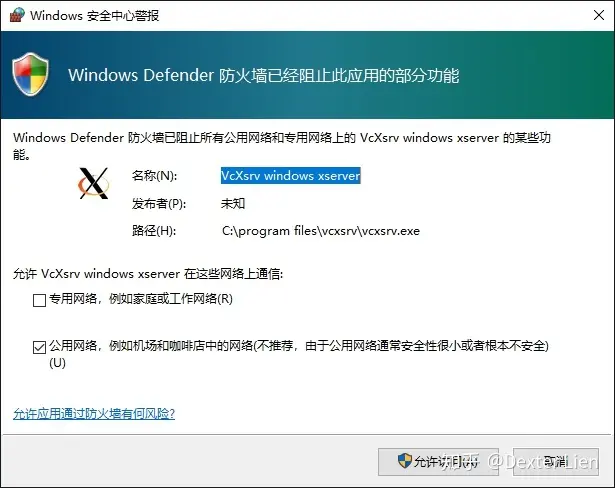 Windows 安全中心警报
Windows Defender 防火墙已经阻止此应用的部分功能
Windows Defender 防火墙已阻止所有公用网络和专用网络上的 VcXsrv windows xserver 的某些功
能。
名称(N): VcXsrv windows xserver
发布者(P): 未知
路径(H): C:\program files\vcxsrv\vcxsrv.exe
允许 VcXsrv windows xserver 在这些网络上通信:
专用网络，例如家庭或工作网络(R)
公用网络，例如机场和咖啡店中的网络(不推荐，由于公用网络通常安全性很小或者根本不安全)
(U)
允许应用通过防火墙有何风险?
允许访问(A) 取消
知乎 @DexterLien